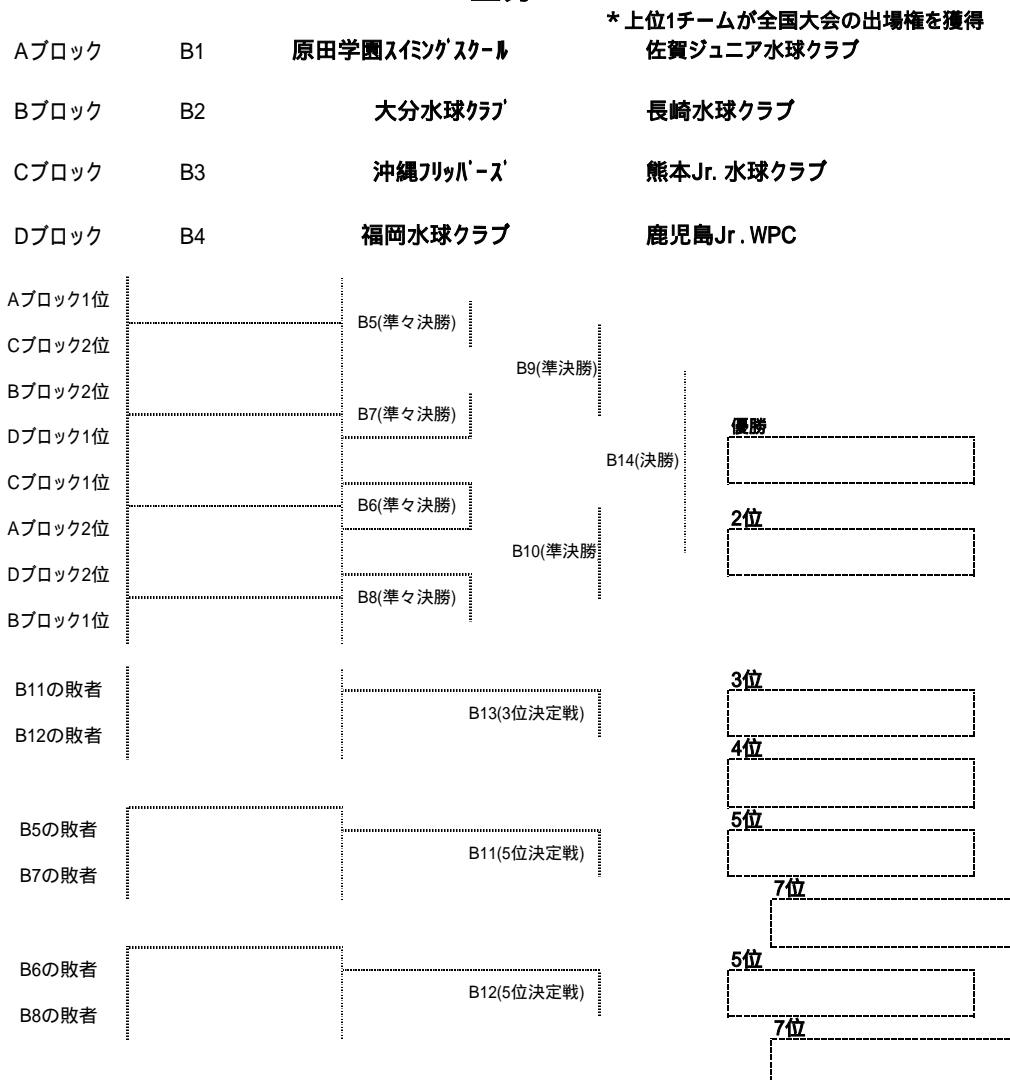 *上位1チームが全国大会の出場権を獲得
Aブロック B1 原田学園ｽｲﾐﾝｸﾞｽｸｰﾙ 佐賀ジュニア水球クラブ
Bブロック B2 大分水球ｸﾗﾌﾞ 長崎水球クラブ
Cブロック B3 沖縄ﾌﾘｯﾊﾟｰｽﾞ 熊本Jr. 水球クラブ
Dブロック B4 福岡水球クラブ 鹿児島Jr . WPC
Aブロック1位
B5(準々決勝)
Cブロック2位
B9(準決勝)
Bブロック2位
B7(準々決勝)
優勝
Dブロック1位
B14(決勝)
Cブロック1位
B6(準々決勝)
2位
Aブロック2位
B10(準決勝
Dブロック2位
B8(準々決勝)
Bブロック1位
B11の敗者
3位
B13(3位決定戦)
B12の敗者
4位
5位
B5の敗者
B11(5位決定戦)
B7の敗者
7位
5位
B6の敗者
B12(5位決定戦)
B8の敗者
7位